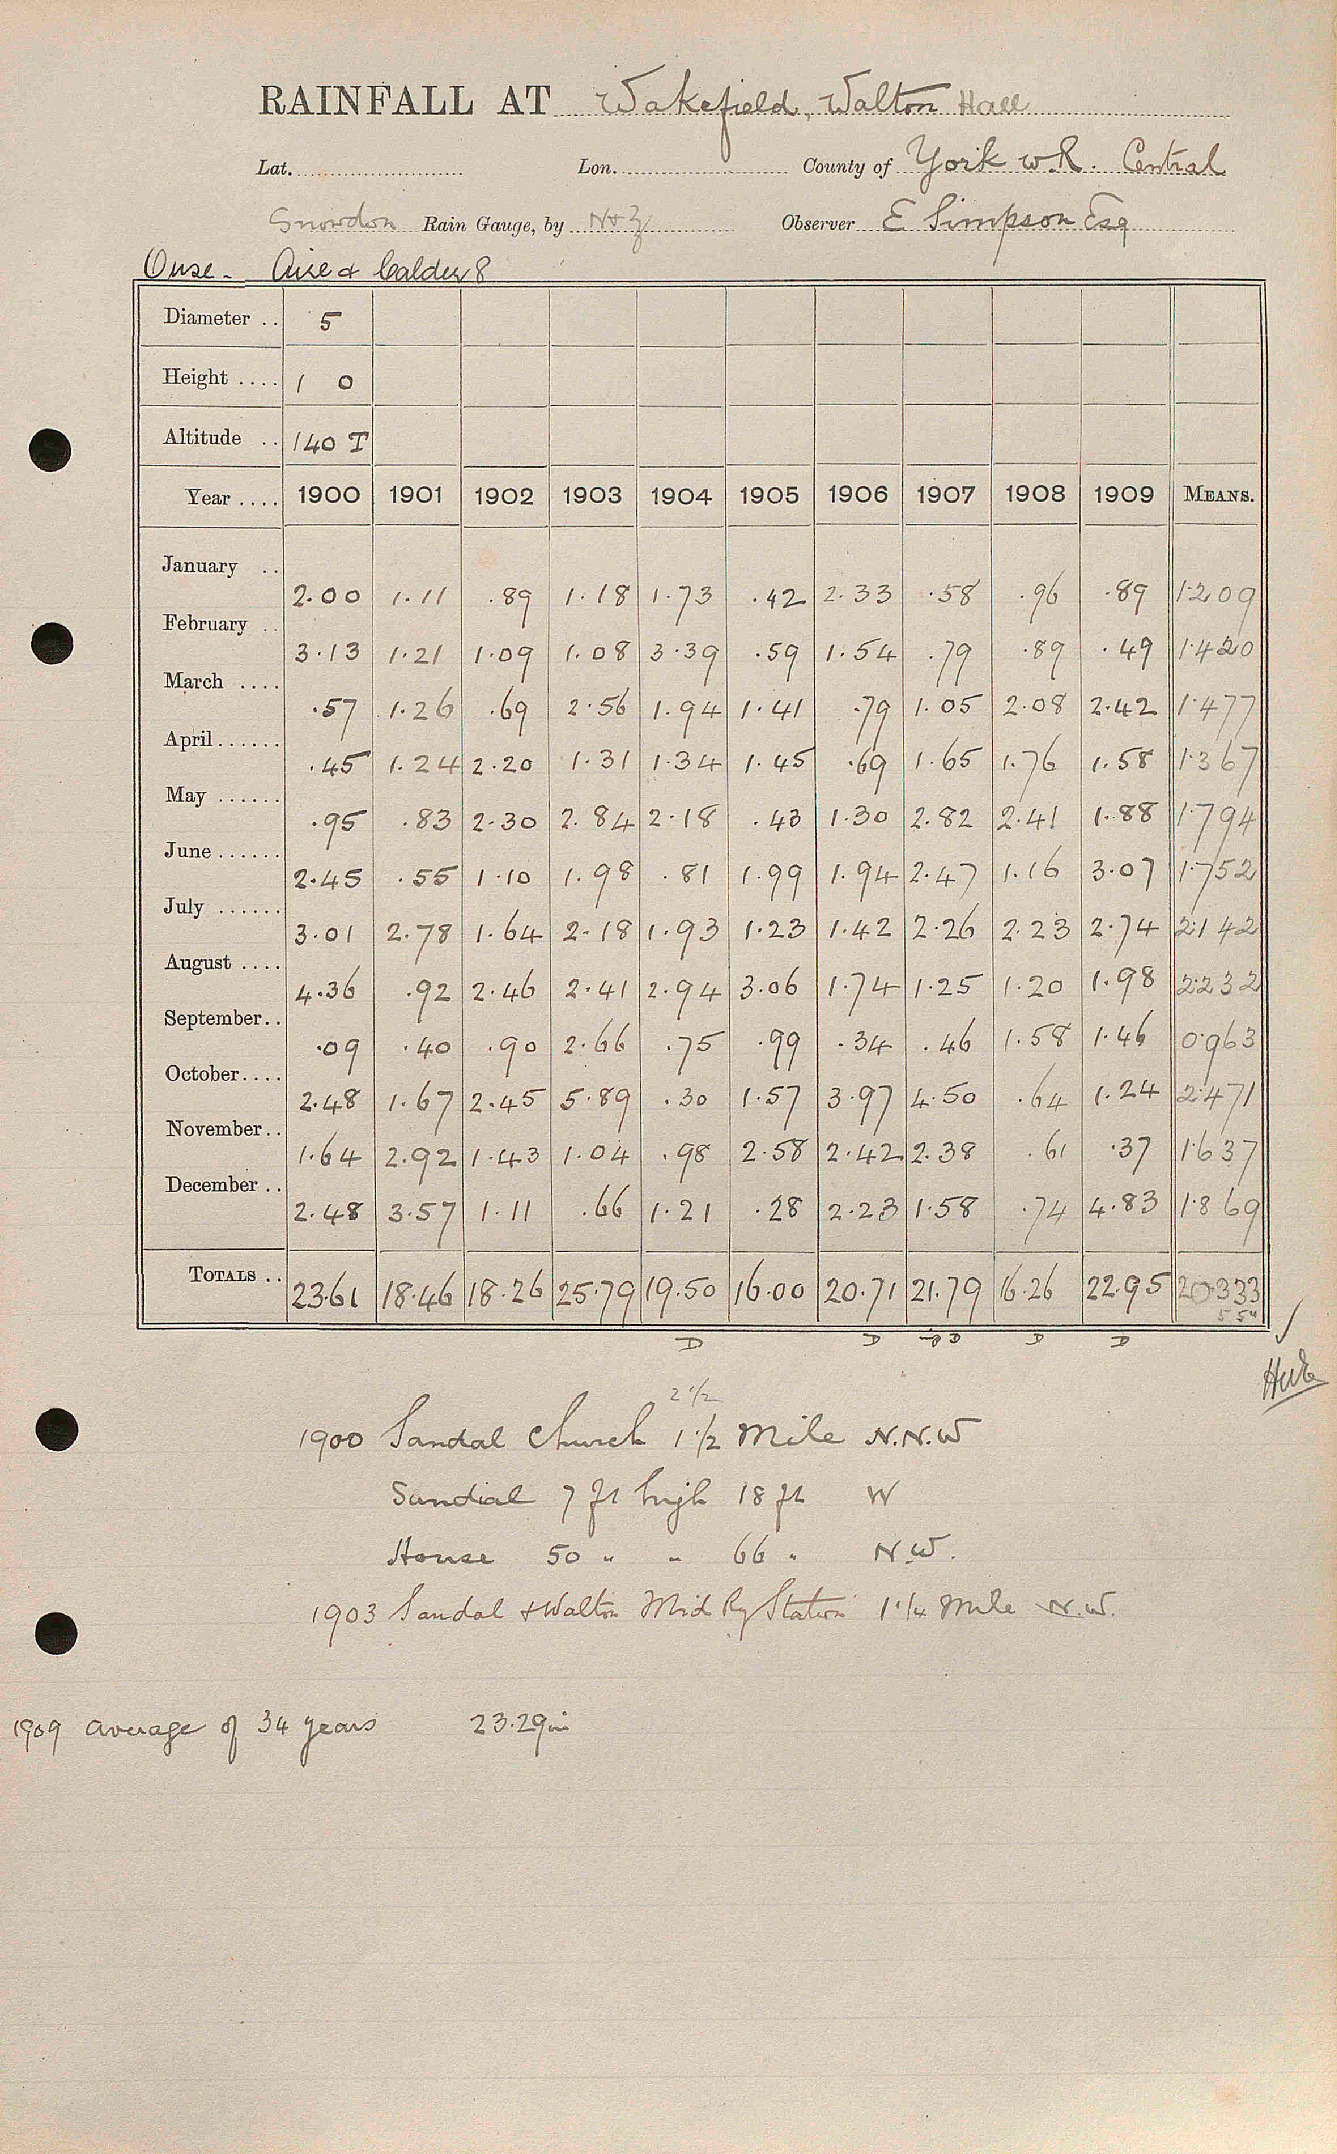 RAINFALL AT Wakefield, Walton Hall
Lat. Lon. County of York W.R. Central
Snowdon Rain Gauge, by N & Z Observer E Simpson Esq
Ouse - Aire & Calder 8
Diameter .. 5
Height .... 1 0
Altitude .. 140 T
Year .... 1900 1901 1902 1903 1904 1905 1906 1907 1908 1909 MEANS.
January .. 2.00 1.11 .89 1.18 1.73 .42 2.33 .58 .96 .89 1.209
February .. 3.13 1.21 1.09 1.08 3.39 .59 1.54 .79 .89 .49 1.420
March .... .57 1.26 .69 2.56 1.94 1.41 .79 1.05 2.08 2.42 1.477
April ...... .45 1.24 2.20 1.31 1.34 1.45 .69 1.65 1.76 1.58 1.367
May ...... .95 .83 2.30 2.84 2.18 .43 1.30 2.82 2.41 1.88 1.794
June ...... 2.45 .55 1.10 1.98 .81 1.99 1.94 2.47 1.16 3.07 1.752
July ...... 3.01 2.78 1.64 2.18 1.93 1.23 1.42 2.26 2.23 2.74 2.142
August .... 4.36 .92 2.46 2.41 2.94 3.06 1.74 1.25 1.20 1.98 2.232
September.. .09 .40 .90 2.66 .75 .99 .34 .46 1.58 1.46 0.963
October.... 2.48 1.67 2.45 5.89 .30 1.57 3.97 4.50 .64 1.24 2.471
November.. 1.64 2.92 1.43 1.04 .98 2.58 2.42 2.38 .61 .37 1.637
December .. 2.48 3.57 1.11 .66 1.21 .28 2.23 1.58 .74 4.83 1.869
TOTALS .. 23.61 18.46 18.26 25.79 19.50 16.00 20.71 21.79 16.26 22.95 20.333
D D D D D
2 1/2
1900 Sandal Church 1 1/2 Mile N.N.W
Sundial 7 ft high 18 ft W
House 50 " " 66 " N.W.
1903 Sandal & Walton Mid Ry Station 1 1/4 Mile N.W.
1909 average of 34 years 23.29in